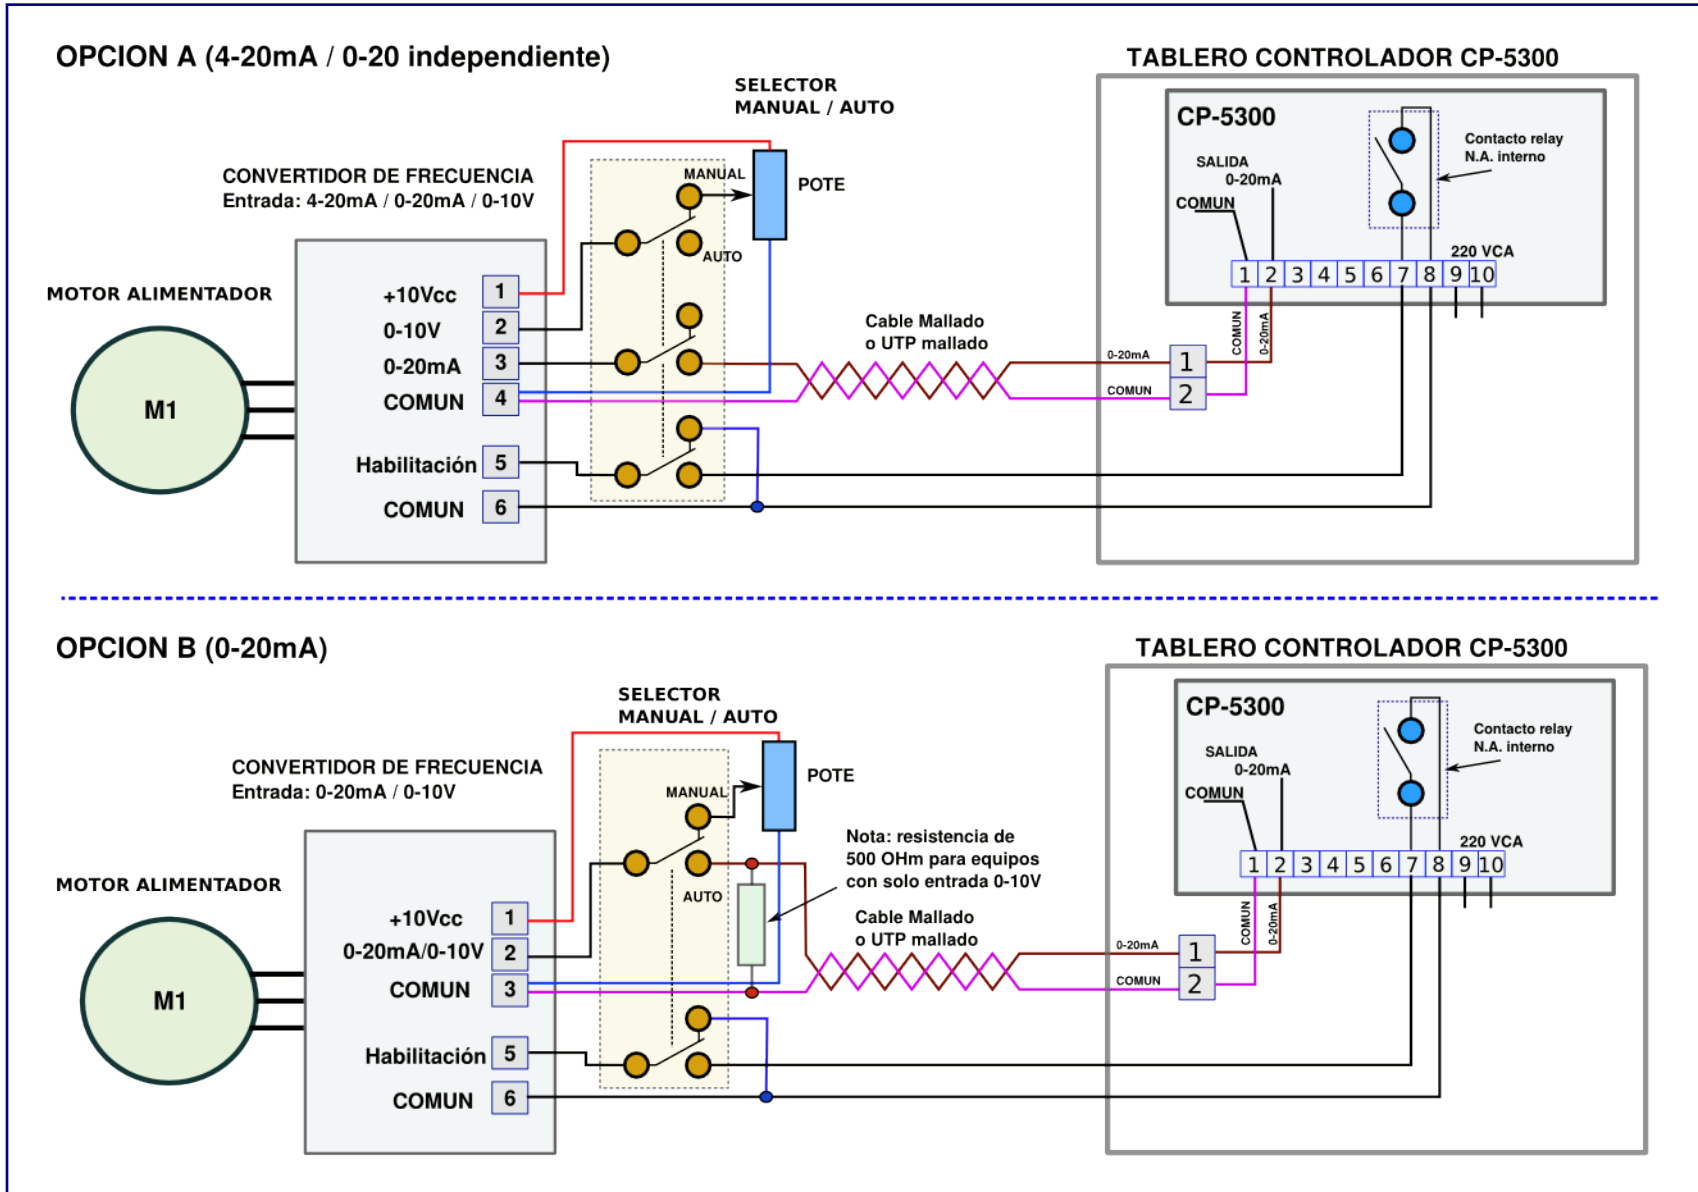 OPCION A (4-20mA / 0-20 independiente)
TABLERO CONTROLADOR CP-5300
SELECTOR
MANUAL / AUTO
CP-5300
CONVERTIDOR DE FRECUENCIA
Entrada: 4-20mA / 0-20mA / 0-10V
MANUAL
POTE
AUTO
SALIDA
0-20mA
COMUN
Contacto relay
N.A. interno
220 VCA
1 2 3 4 5 6 7 8 9 10
MOTOR ALIMENTADOR
M1
+10Vcc 1
0-10V 2
0-20mA 3
COMUN 4
Habilitación 5
COMUN 6
Cable Mallado
o UTP mallado
COMUN
0-20mA
0-20mA 1
COMUN 2
OPCION B (0-20mA)
TABLERO CONTROLADOR CP-5300
SELECTOR
MANUAL / AUTO
CP-5300
CONVERTIDOR DE FRECUENCIA
Entrada: 0-20mA / 0-10V
MANUAL
POTE
AUTO
SALIDA
0-20mA
COMUN
Contacto relay
N.A. interno
220 VCA
1 2 3 4 5 6 7 8 9 10
Nota: resistencia de
500 OHm para equipos
con solo entrada 0-10V
MOTOR ALIMENTADOR
M1
+10Vcc 1
0-20mA/0-10V 2
COMUN 3
Habilitación 5
COMUN 6
Cable Mallado
o UTP mallado
COMUN
0-20mA
0-20mA 1
COMUN 2